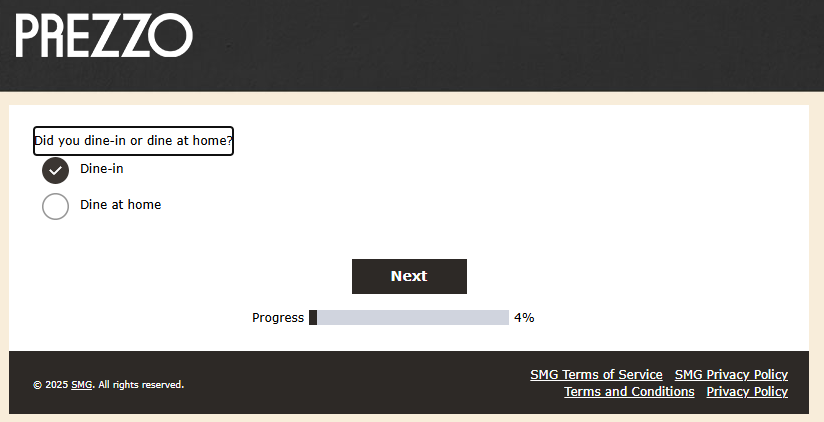 PREZZO
Did you dine-in or dine at home?
Dine-in
Dine at home
Next
Progress 4%
© 2025 SMG. All rights reserved.
SMG Terms of Service SMG Privacy Policy
Terms and Conditions Privacy Policy